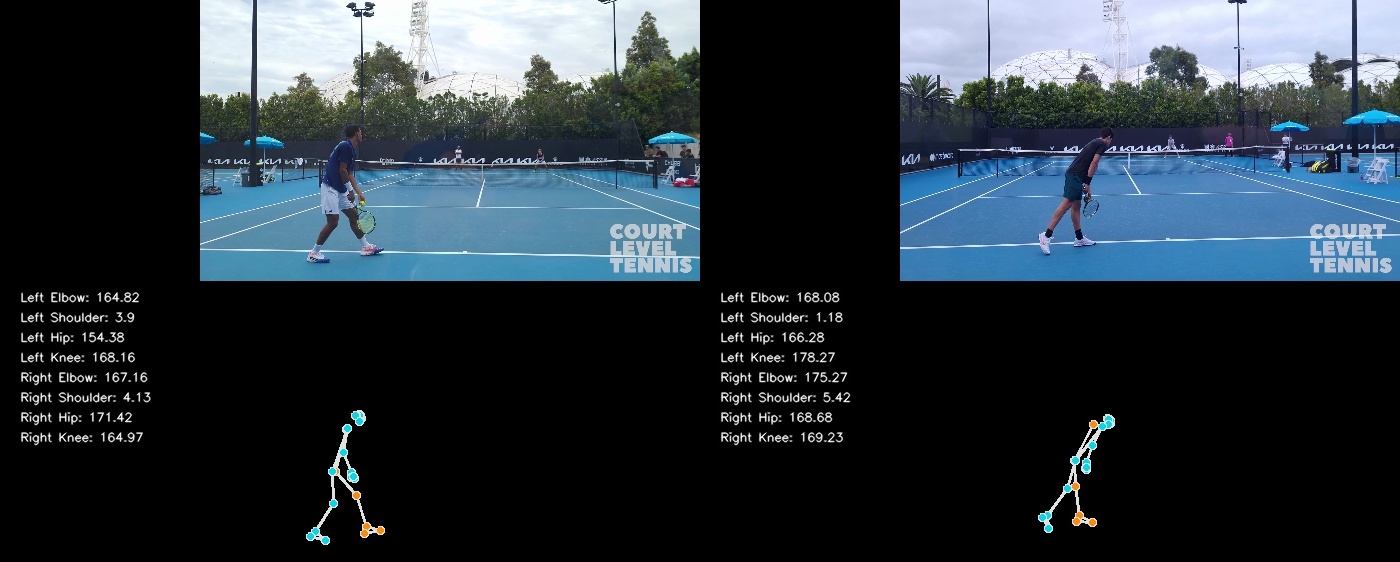 COURT
LEVEL
TENNIS
COURT
LEVEL
TENNIS
Left Elbow: 164.82
Left Shoulder: 3.9
Left Hip: 154.38
Left Knee: 168.16
Right Elbow: 167.16
Right Shoulder: 4.13
Right Hip: 171.42
Right Knee: 164.97
Left Elbow: 168.08
Left Shoulder: 1.18
Left Hip: 166.28
Left Knee: 178.27
Right Elbow: 175.27
Right Shoulder: 5.42
Right Hip: 168.68
Right Knee: 169.23